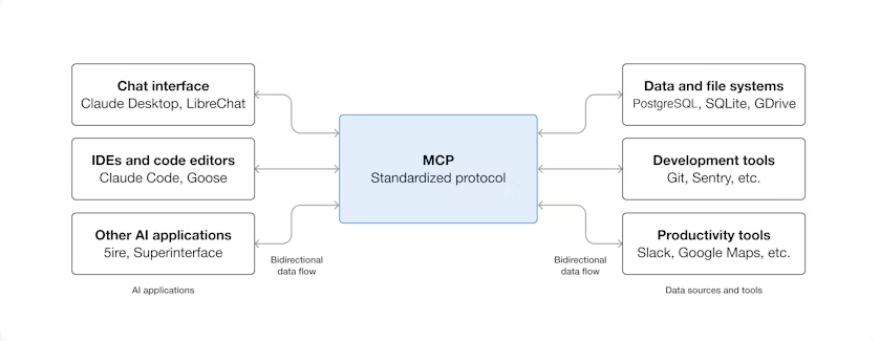 Chat interface
Claude Desktop, LibreChat
IDEs and code editors
Claude Code, Goose
Other AI applications
5ire, Superinterface
AI applications
Bidirectional
data flow
MCP
Standardized protocol
Bidirectional
data flow
Data and file systems
PostgreSQL, SQLite, GDrive
Development tools
Git, Sentry, etc.
Productivity tools
Slack, Google Maps, etc.
Data sources and tools